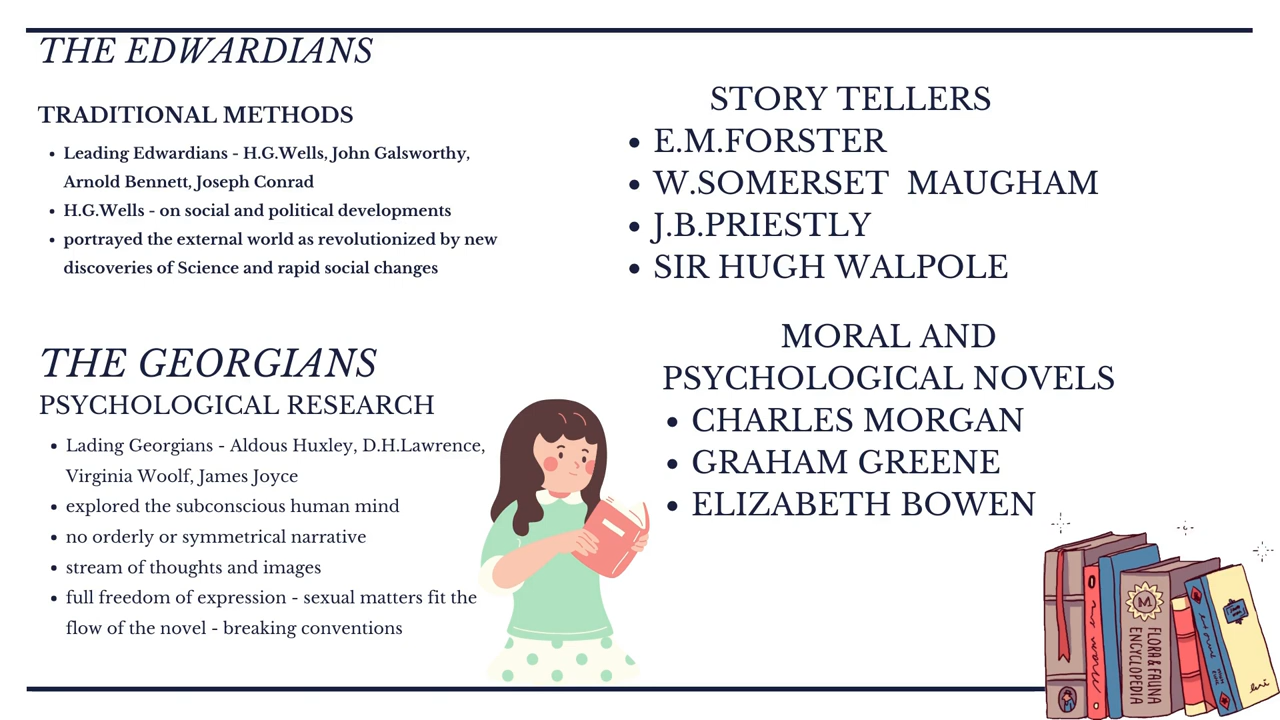 THE EDWARDIANS
TRADITIONAL METHODS
• Leading Edwardians - H.G.Wells, John Galsworthy,
Arnold Bennett, Joseph Conrad
• H.G.Wells - on social and political developments
• portrayed the external world as revolutionized by new
discoveries of Science and rapid social changes
THE GEORGIANS
PSYCHOLOGICAL RESEARCH
• Lading Georgians - Aldous Huxley, D.H.Lawrence,
Virginia Woolf, James Joyce
• explored the subconscious human mind
• no orderly or symmetrical narrative
• stream of thoughts and images
• full freedom of expression - sexual matters fit the
flow of the novel - breaking conventions
STORY TELLERS
• E.M.FORSTER
• W.SOMERSET MAUGHAM
• J.B.PRIESTLY
• SIR HUGH WALPOLE
MORAL AND
PSYCHOLOGICAL NOVELS
• CHARLES MORGAN
• GRAHAM GREENE
• ELIZABETH BOWEN
M
FLORA & FAUNA
ENCYCLOPEDIA